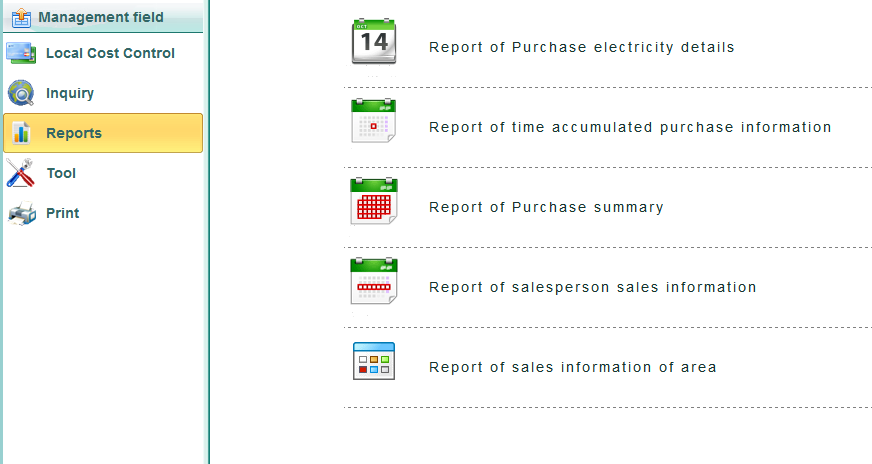 Management field
Local Cost Control
Inquiry
Reports
Tool
Print
OCT
14
Report of Purchase electricity details
Report of time accumulated purchase information
Report of Purchase summary
Report of salesperson sales information
Report of sales information of area